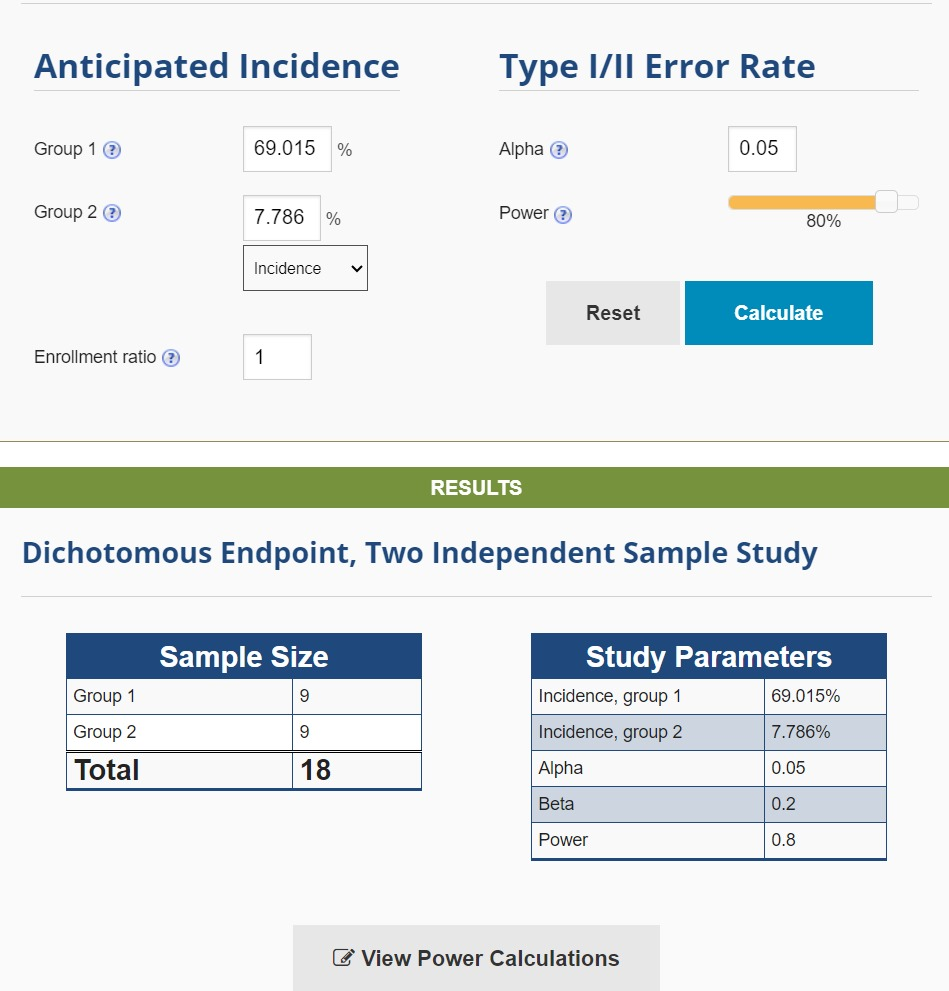 Anticipated Incidence
Type I/II Error Rate
Group 1 ?
69.015 %
Alpha ?
0.05
Group 2 ?
7.786 %
Incidence
Power ?
80%
Reset
Calculate
Enrollment ratio ?
1
RESULTS
Dichotomous Endpoint, Two Independent Sample Study
Sample Size
Group 1 9
Group 2 9
Total 18
Study Parameters
Incidence, group 1 69.015%
Incidence, group 2 7.786%
Alpha 0.05
Beta 0.2
Power 0.8
View Power Calculations